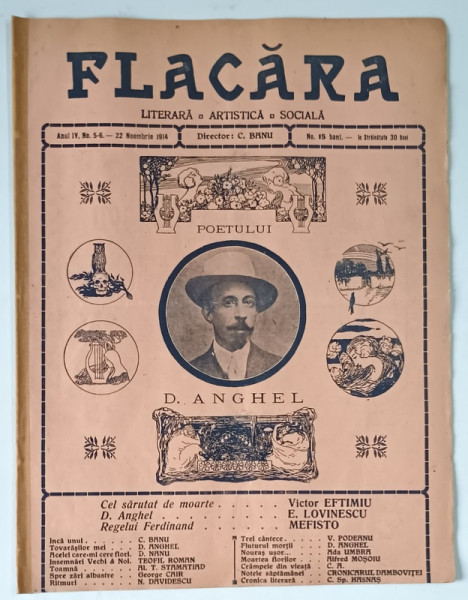 FLACĂRA
LITERARĂ ▫ ARTISTICĂ ▫ SOCIALĂ
Anul IV, No. 5-6. — 22 Noembrie 1914
Director: C. BANU
No. 15 bani. — în Străinătate 30 bani
POETULUI
D. ANGHEL
Cel sărutat de moarte . . . . . Victor EFTIMIU
D. Anghel . . . . . . . . E. LOVINESCU
Regelui Ferdinand . . . . . . MEFISTO
Incă unul . . . . . C. BANU
Tovarășilor mei . . D. ANGHEL
Acelei care-mi cere flori. D. NANU
Insemnări Vechi & Noi. TEOFIL ROMAN
Toamnă . . . . AL. T. STAMATIAD
Spre zări albastre . . George CAIR
Ritmuri . . . . N. DAVIDESCU
Trei cântece. . . . V. PODEANU
Fluturul morții . . D. ANGHEL
Nouraș ușor.. . . Ada UMBRA
Moartea florilor . . Alfred MOȘOIU
Crâmpeie din vieață . C. A.
Notele săptămânei . CRONICARUL DAMBOVIȚEI
Cronica literară . . C. Sp. HASNAȘ